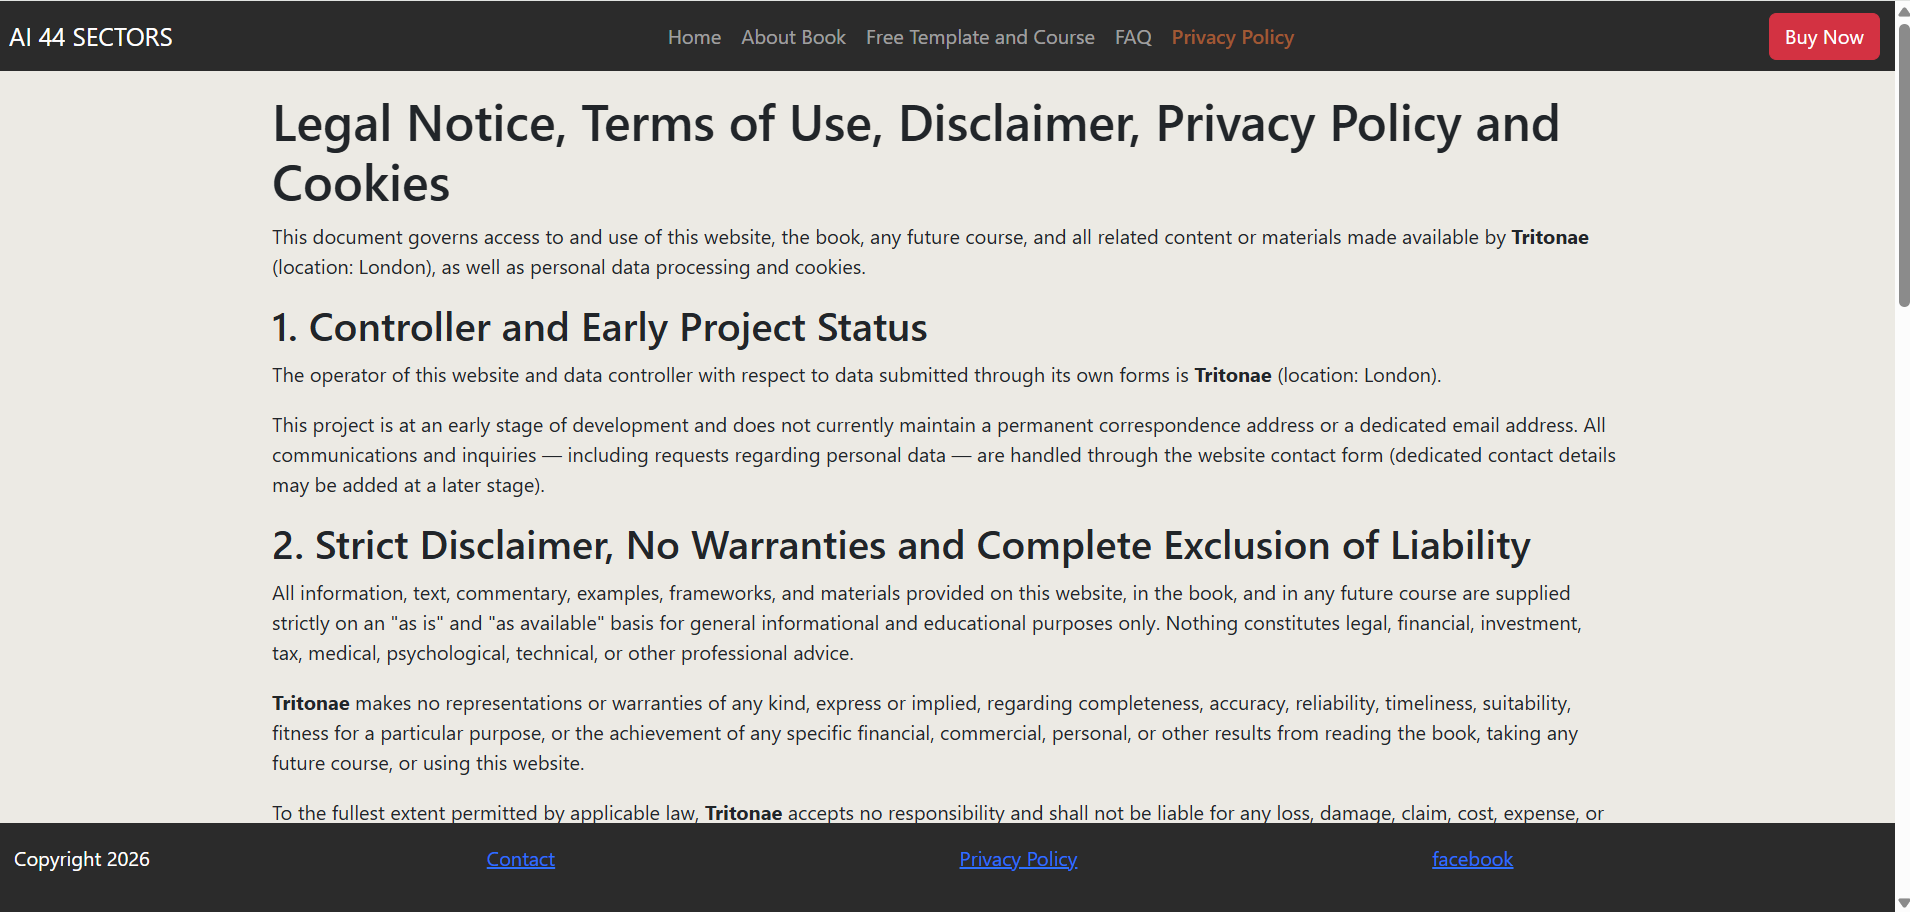 AI 44 SECTORS
Home About Book Free Template and Course FAQ Privacy Policy
Buy Now
Legal Notice, Terms of Use, Disclaimer, Privacy Policy and
Cookies
This document governs access to and use of this website, the book, any future course, and all related content or materials made available by Tritonae
(location: London), as well as personal data processing and cookies.
1. Controller and Early Project Status
The operator of this website and data controller with respect to data submitted through its own forms is Tritonae (location: London).
This project is at an early stage of development and does not currently maintain a permanent correspondence address or a dedicated email address. All
communications and inquiries — including requests regarding personal data — are handled through the website contact form (dedicated contact details
may be added at a later stage).
2. Strict Disclaimer, No Warranties and Complete Exclusion of Liability
All information, text, commentary, examples, frameworks, and materials provided on this website, in the book, and in any future course are supplied
strictly on an "as is" and "as available" basis for general informational and educational purposes only. Nothing constitutes legal, financial, investment,
tax, medical, psychological, technical, or other professional advice.
Tritonae makes no representations or warranties of any kind, express or implied, regarding completeness, accuracy, reliability, timeliness, suitability,
fitness for a particular purpose, or the achievement of any specific financial, commercial, personal, or other results from reading the book, taking any
future course, or using this website.
To the fullest extent permitted by applicable law, Tritonae accepts no responsibility and shall not be liable for any loss, damage, claim, cost, expense, or
Copyright 2026
Contact
Privacy Policy
facebook